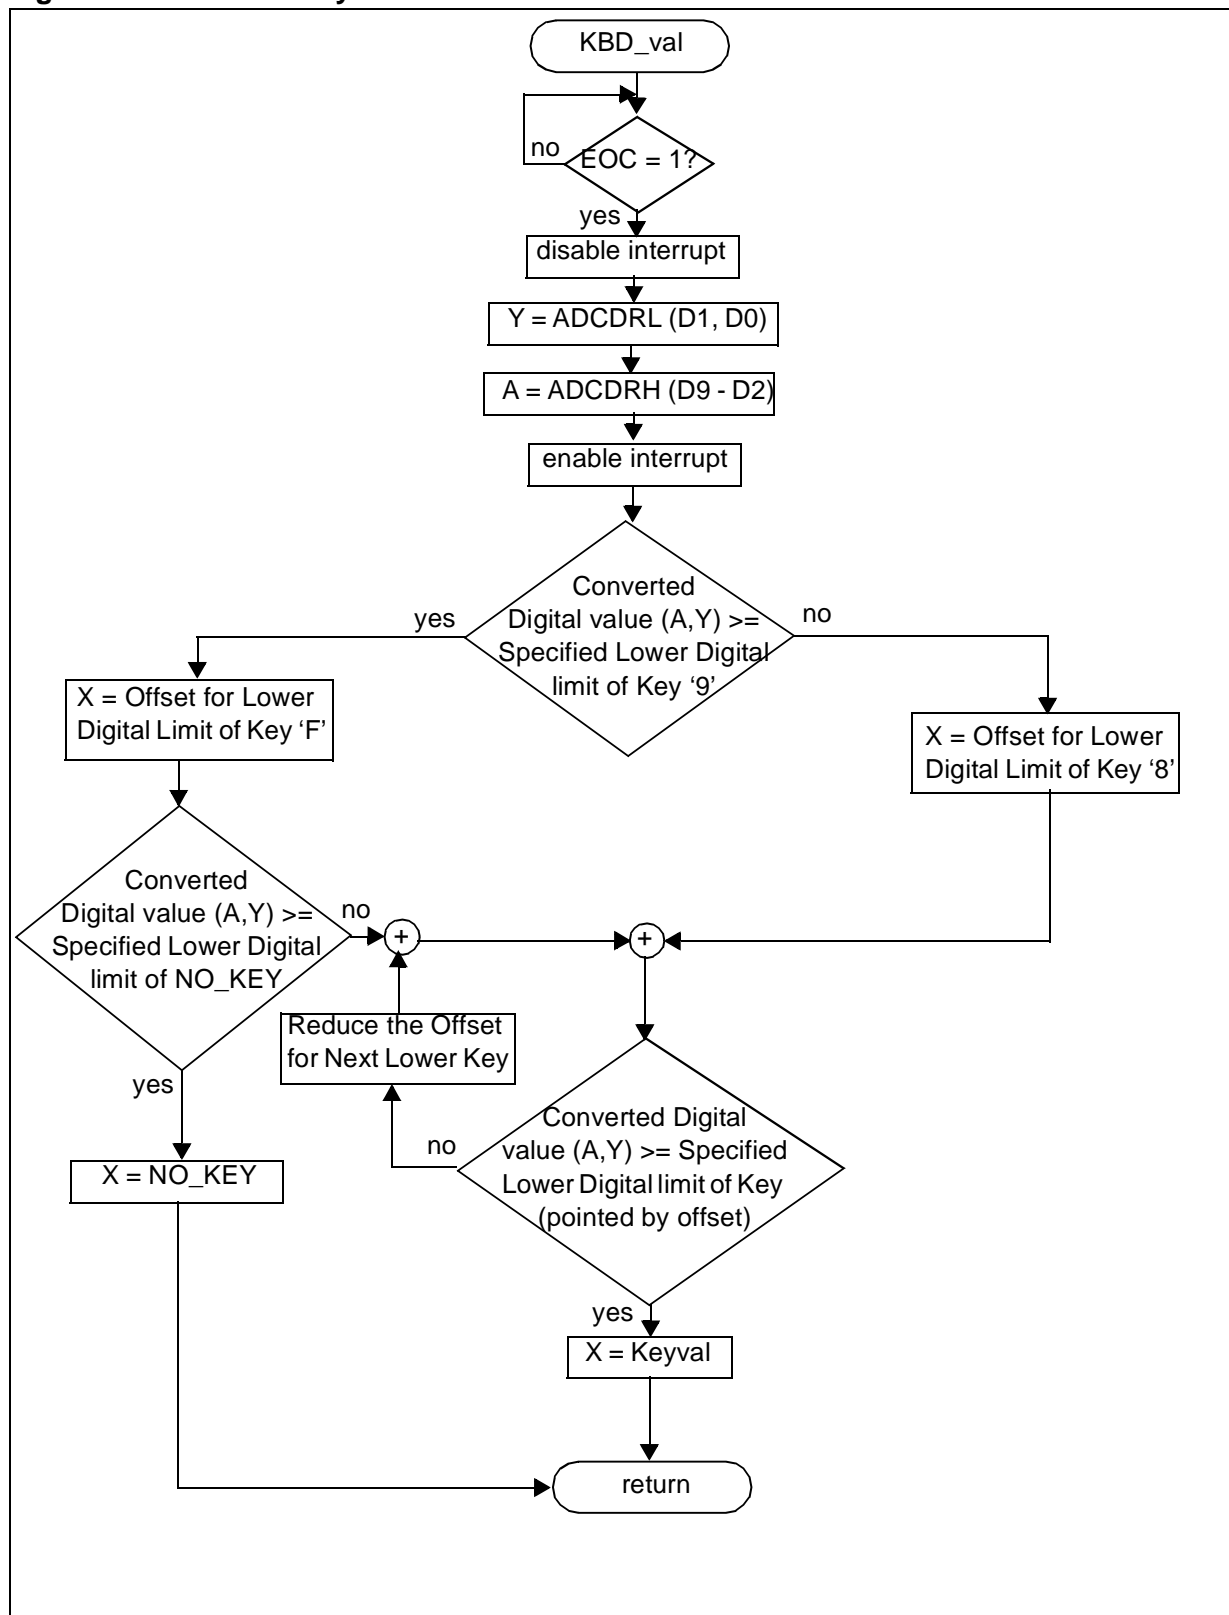 KBD_val
no
EOC = 1?
yes
disable interrupt
Y = ADCDRL (D1, D0)
A = ADCDRH (D9 - D2)
enable interrupt
Converted
Digital value (A,Y) >=
Specified Lower Digital
limit of Key ‘9’
yes
no
X = Offset for Lower
Digital Limit of Key ‘F’
X = Offset for Lower
Digital Limit of Key ‘8’
Converted
Digital value (A,Y) >=
Specified Lower Digital
limit of NO_KEY
no
+
+
Reduce the Offset
for Next Lower Key
yes
no
Converted Digital
value (A,Y) >= Specified
Lower Digital limit of Key
(pointed by offset)
X = NO_KEY
yes
X = Keyval
return